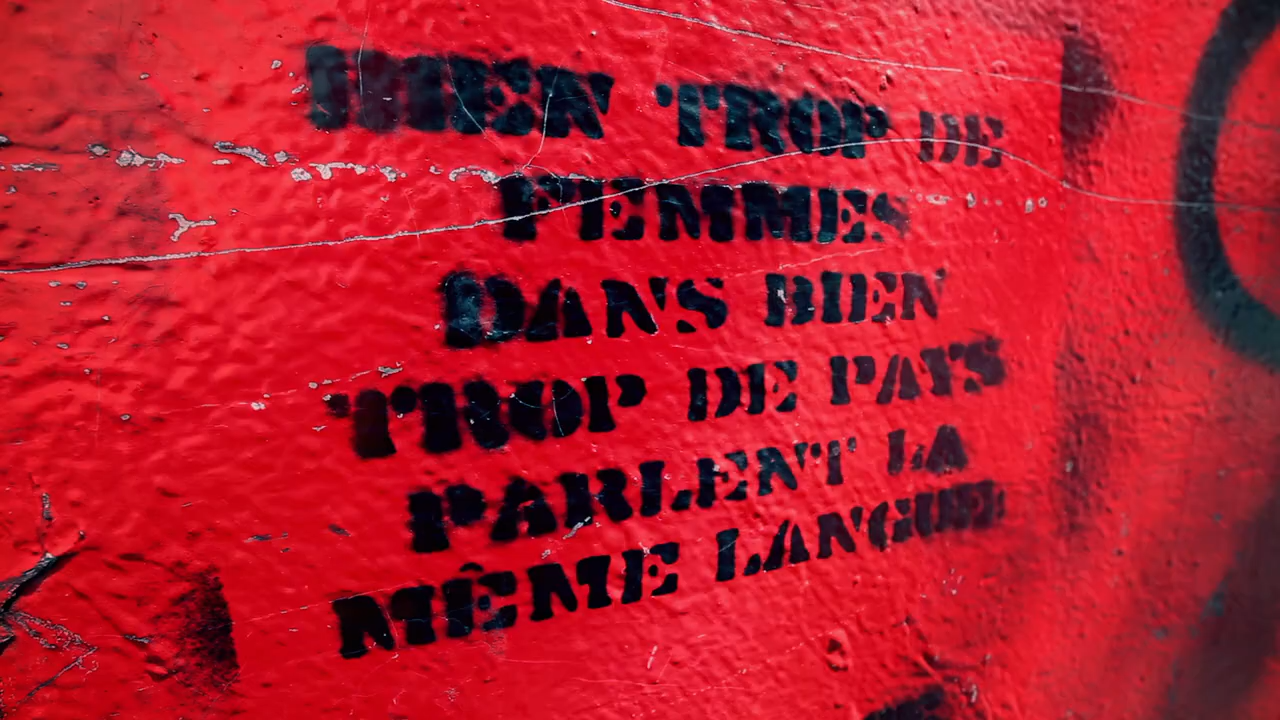 BIEN TROP DE
FEMMES
DANS BIEN
TROP DE PAYS
PARLENT LA
MÊME LANGUE